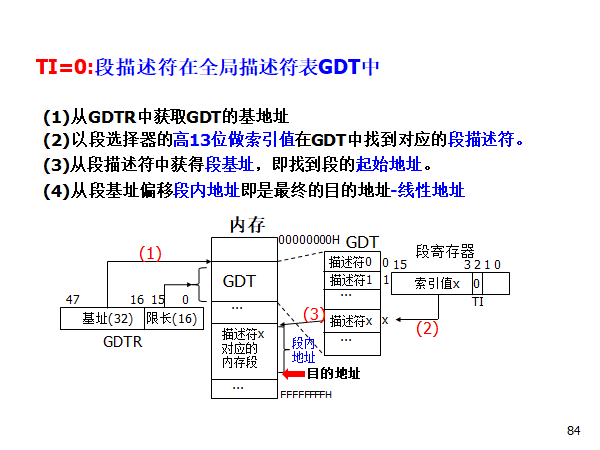 TI=0:段描述符在全局描述符表GDT中
(1)从GDTR中获取GDT的基地址
(2)以段选择器的高13位做索引值在GDT中找到对应的段描述符。
(3)从段描述符中获得段基址，即找到段的起始地址。
(4)从段基址偏移段内地址即是最终的目的地址-线性地址
内存
00000000H
GDT
段寄存器
(1)
描述符0
0
15
3 2 1 0
GDT
描述符1
1
索引值x
0
...
TI
47
16
15
0
...
(3)
描述符x
x
(2)
基址(32)
限长(16)
GDTR
描述符x
对应的
内存段
段内
地址
...
目的地址
...
FFFFFFFFH
84